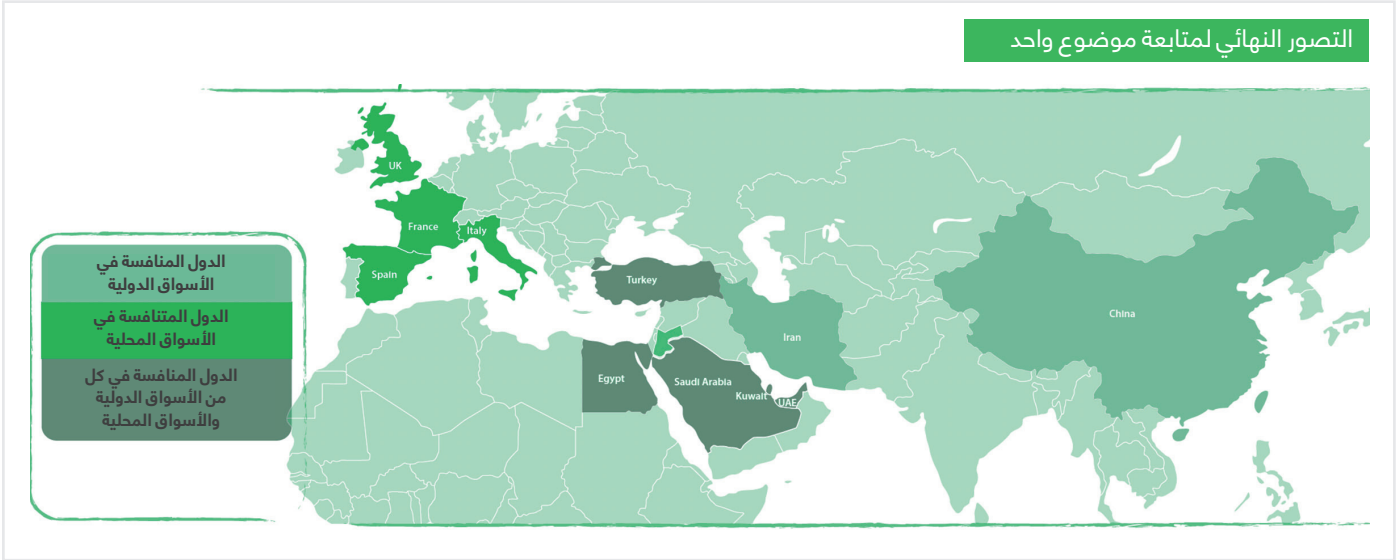 التصور النهائي لمتابعة موضوع واحد
UK
France
Italy
Spain
Turkey
China
Iran
Egypt
Saudi Arabia
Kuwait
UAE
الدول المنافسة في
الأسواق الدولية
الدول المتنافسة في
الأسواق المحلية
الدول المنافسة في كل
من الأسواق الدولية
والأسواق المحلية